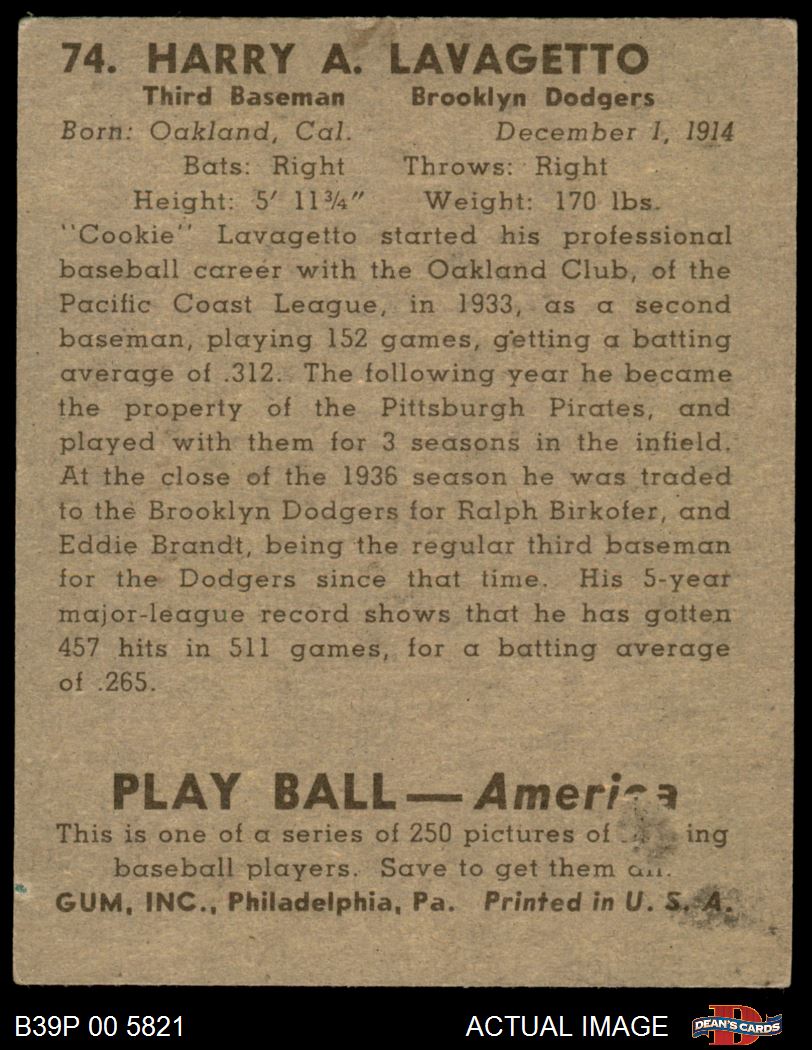 74. HARRY A. LAVAGETTO
Third Baseman Brooklyn Dodgers
Born: Oakland, Cal. December 1, 1914
Bats: Right Throws: Right
Height: 5' 11¾" Weight: 170 lbs.
"Cookie" Lavagetto started his professional
baseball career with the Oakland Club, of the
Pacific Coast League, in 1933, as a second
baseman, playing 152 games, getting a batting
average of .312. The following year he became
the property of the Pittsburgh Pirates, and
played with them for 3 seasons in the infield.
At the close of the 1936 season he was traded
to the Brooklyn Dodgers for Ralph Birkofer, and
Eddie Brandt, being the regular third baseman
for the Dodgers since that time. His 5-year
major-league record shows that he has gotten
457 hits in 511 games, for a batting average
of .265.
PLAY BALL — America
This is one of a series of 250 pictures of ing
baseball players. Save to get them all.
GUM, INC., Philadelphia, Pa. Printed in U. S. A.
B39P 00 5821 ACTUAL IMAGE DEAN'S CARDS